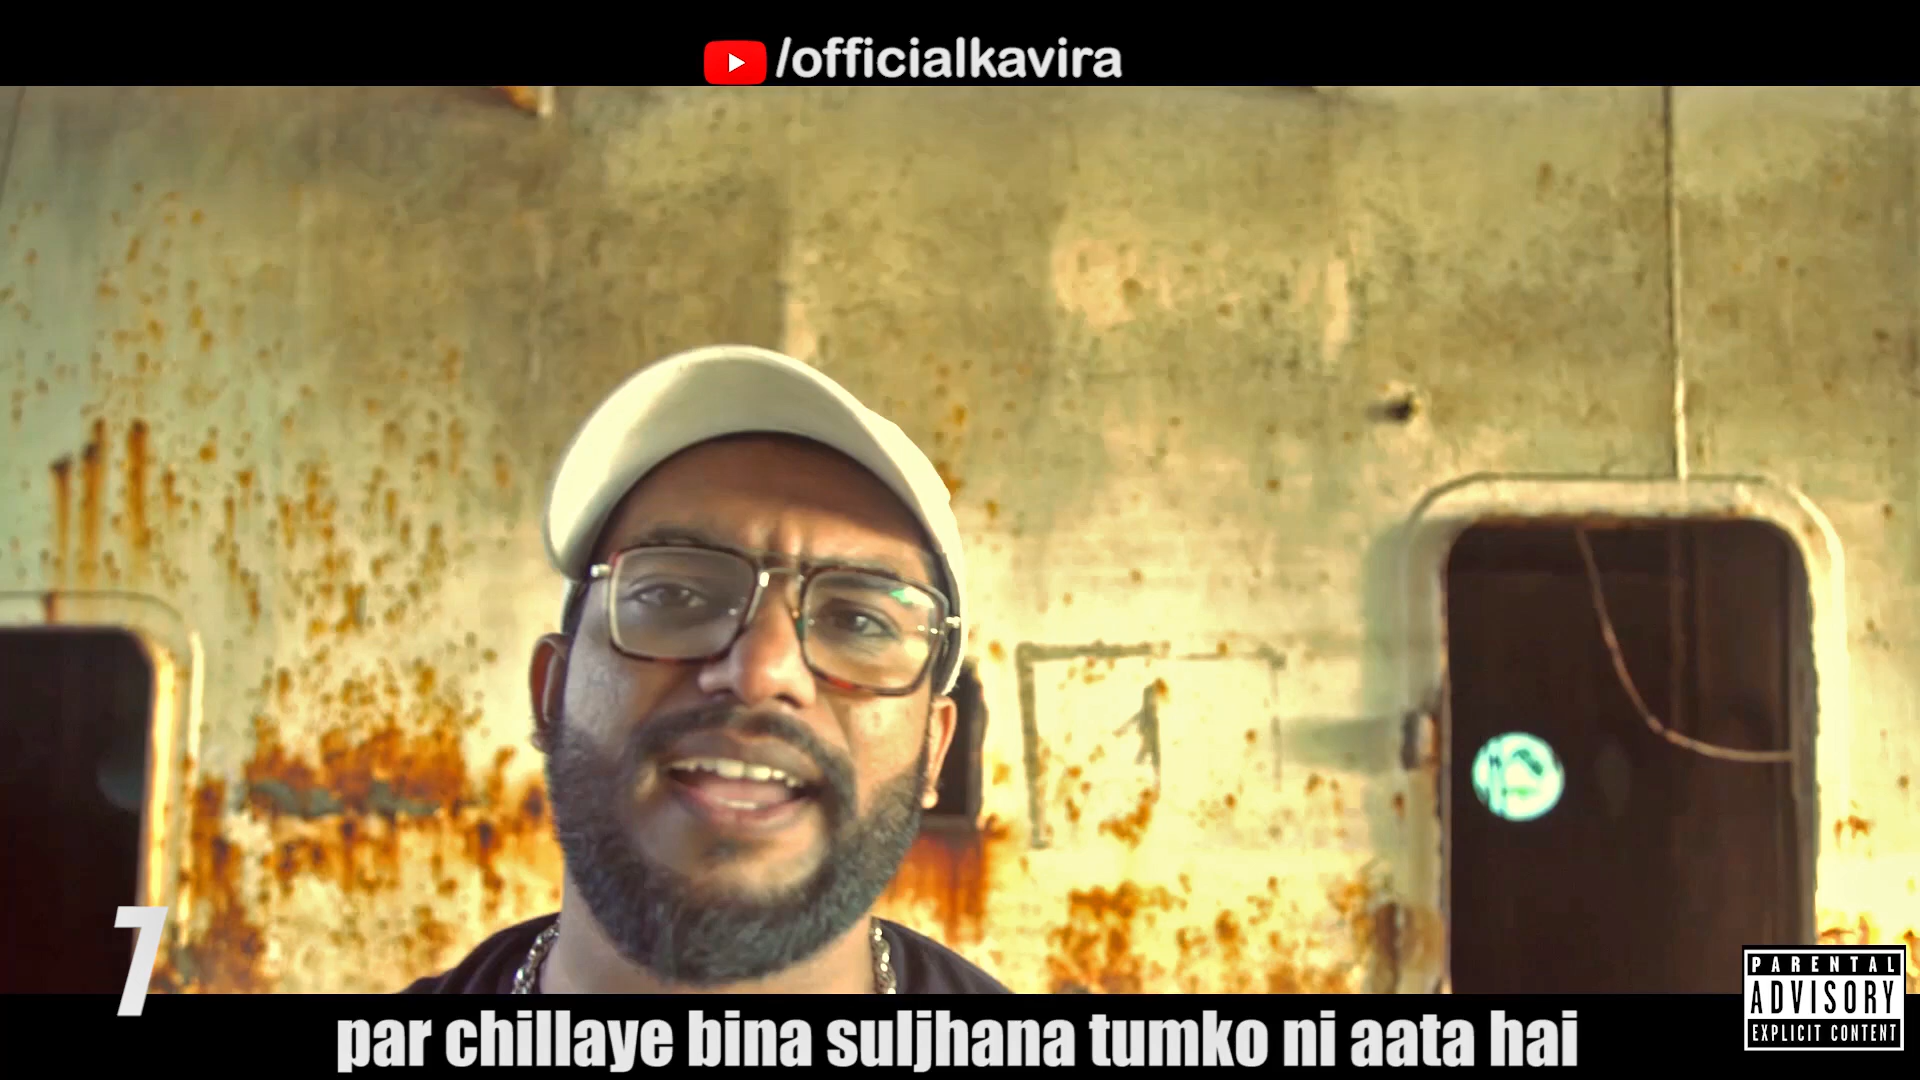 /officialkavira
7
par chillaye bina suljhana tumko ni aata hai
PARENTAL
ADVISORY
EXPLICIT CONTENT